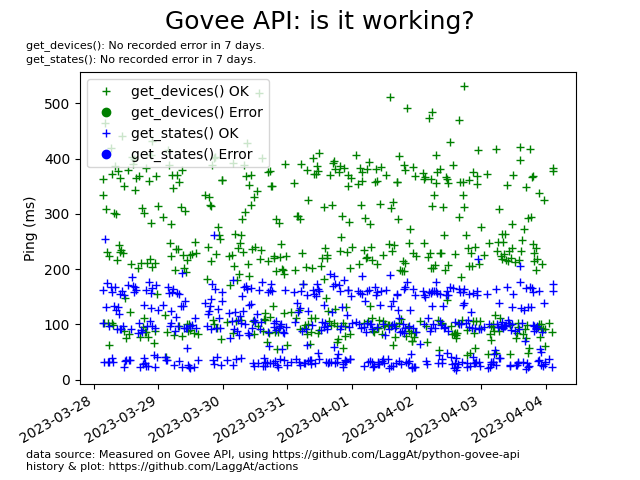 Govee API: is it working?
get_devices(): No recorded error in 7 days.
get_states(): No recorded error in 7 days.
get_devices() OK
get_devices() Error
get_states() OK
get_states() Error
Ping (ms)
500
400
300
200
100
0
2023-03-28
2023-03-29
2023-03-30
2023-03-31
2023-04-01
2023-04-02
2023-04-03
2023-04-04
data source: Measured on Govee API, using https://github.com/LaggAt/python-govee-api
history & plot: https://github.com/LaggAt/actions